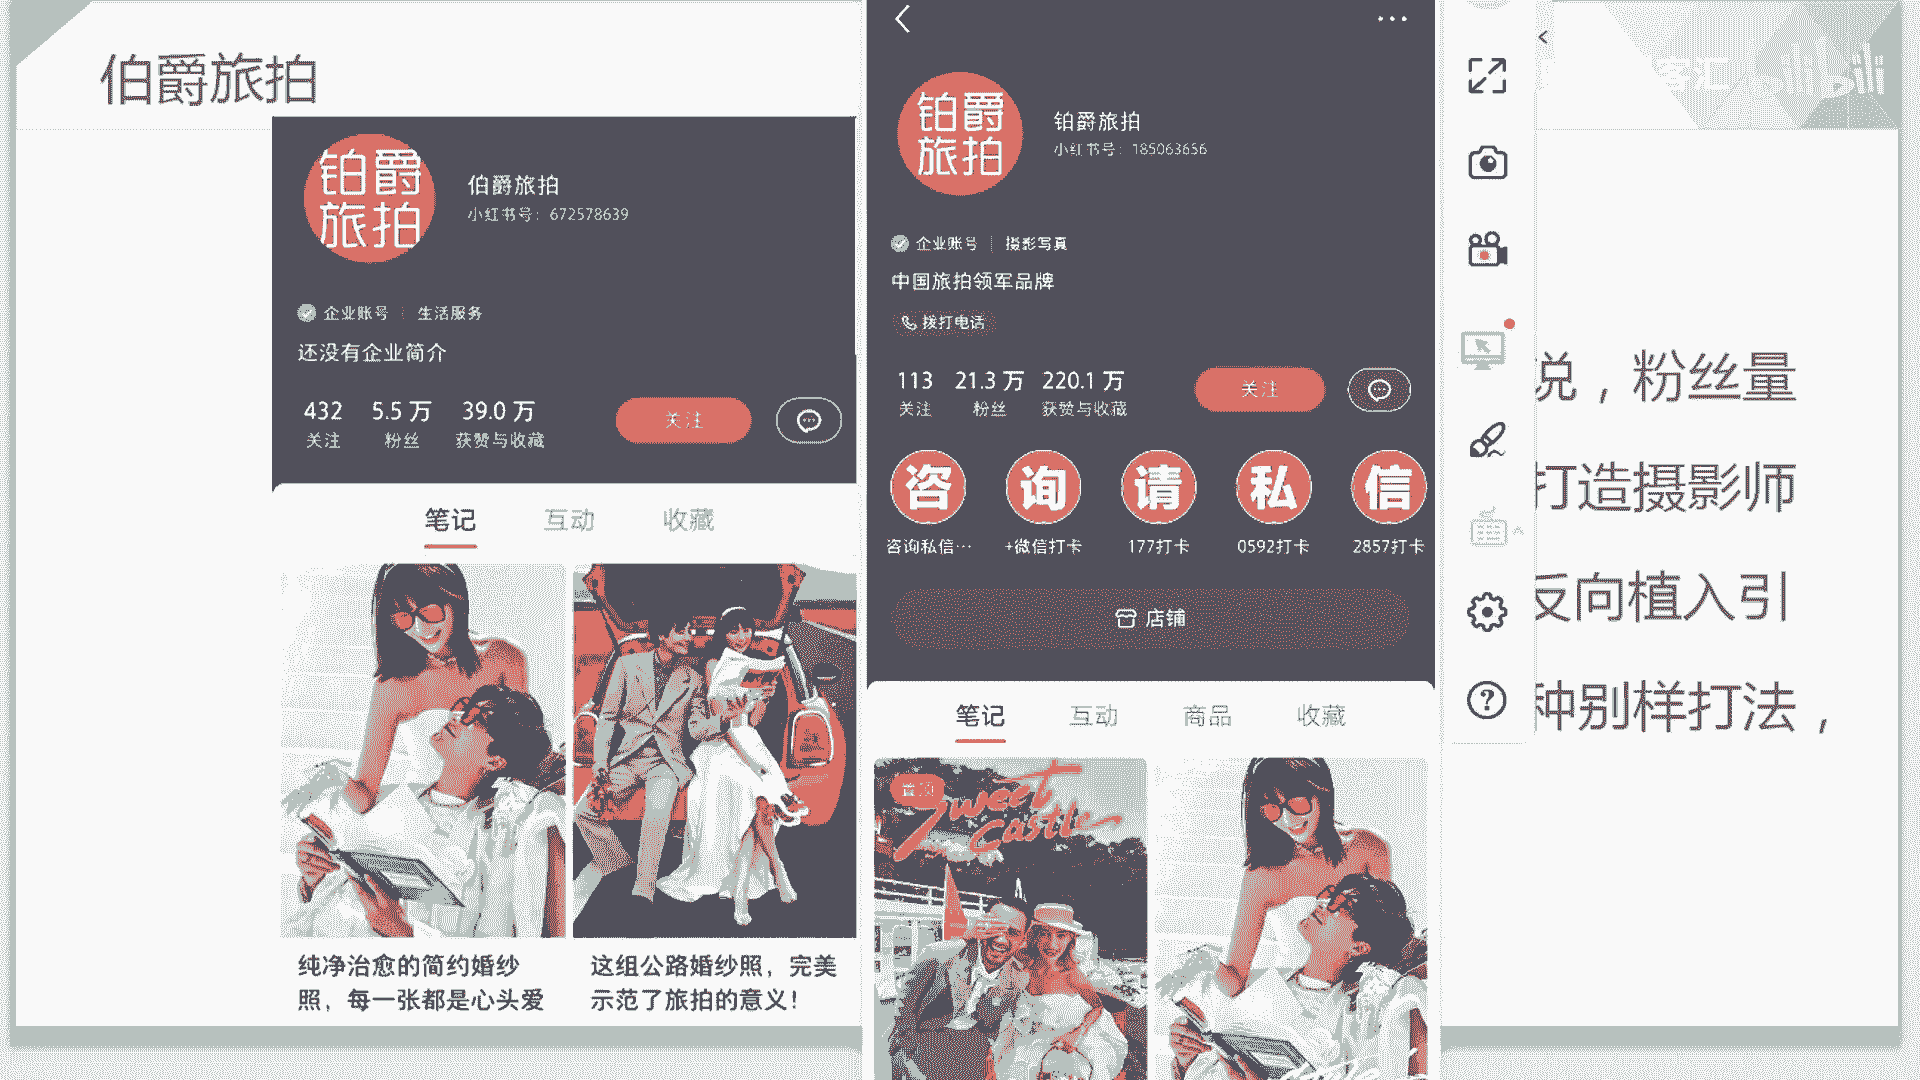 伯爵旅拍
铂爵
旅拍
伯爵旅拍
小红书号：672578639
企业账号
生活服务
还没有企业简介
432
5.5 万
39.0 万
关注
粉丝
获赞与收藏
关注
笔记
互动
收藏
纯净治愈的简约婚纱
照，每一张都是心头爱
这组公路婚纱照，完美
示范了旅拍的意义！
铂爵
旅拍
铂爵旅拍
小红书号：185063656
企业账号
摄影写真
中国旅拍领军品牌
拨打电话
113
21.3 万
220.1 万
关注
粉丝
获赞与收藏
关注
咨
询
请
私
信
咨询私信…
+微信打卡
177打卡
0592打卡
2857打卡
店铺
笔记
互动
商品
收藏
置顶
Sweet
Castle
客汇
bilibili
说，粉丝量
打造摄影师
反向植入引
种别样打法，